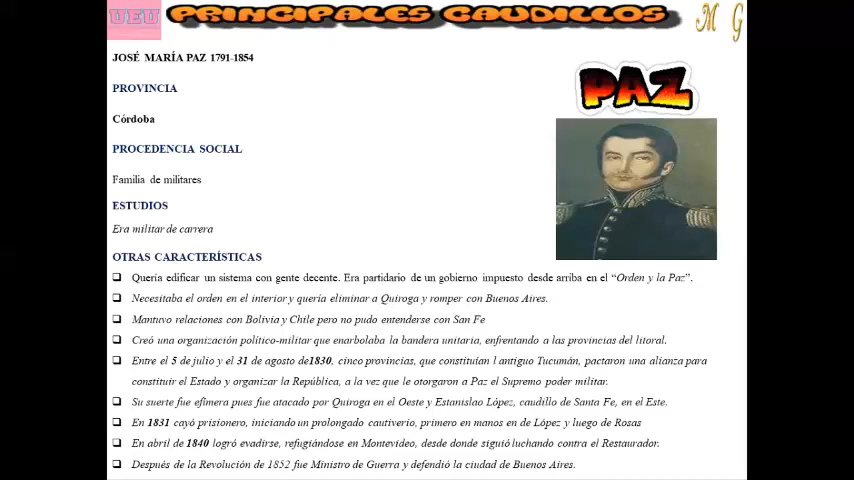 UEU
PRINCIPALES CAUDILLOS
M G
JOSÉ MARÍA PAZ 1791-1854
PAZ
PROVINCIA
Córdoba
PROCEDENCIA SOCIAL
Familia de militares
ESTUDIOS
Era militar de carrera
OTRAS CARACTERÍSTICAS
Quería edificar un sistema con gente decente. Era partidario de un gobierno impuesto desde arriba en el “Orden y la Paz”.
Necesitaba el orden en el interior y quería eliminar a Quiroga y romper con Buenos Aires.
Mantuvo relaciones con Bolivia y Chile pero no pudo entenderse con San Fe
Creó una organización político-militar que enarbolaba la bandera unitaria, enfrentando a las provincias del litoral.
Entre el 5 de julio y el 31 de agosto de1830, cinco provincias, que constituían l antiguo Tucumán, pactaron una alianza para
constituir el Estado y organizar la República, a la vez que le otorgaron a Paz el Supremo poder militar.
Su suerte fue efímera pues fue atacado por Quiroga en el Oeste y Estanislao López, caudillo de Santa Fe, en el Este.
En 1831 cayó prisionero, iniciando un prolongado cautiverio, primero en manos en de López y luego de Rosas
En abril de 1840 logró evadirse, refugiándose en Montevideo, desde donde siguió luchando contra el Restaurador.
Después de la Revolución de 1852 fue Ministro de Guerra y defendió la ciudad de Buenos Aires.